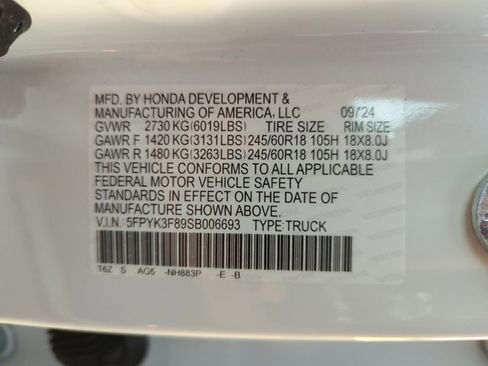 MFD. BY HONDA DEVELOPMENT &
MANUFACTURING OF AMERICA, LLC 09/'24
GVWR 2730 KG(6019LBS) TIRE SIZE RIM SIZE
GAWR F 1420 KG(3131LBS)245/60R18 105H 18X8.0J
GAWR R 1480 KG(3263LBS)245/60R18 105H 18X8.0J
THIS VEHICLE CONFORMS TO ALL APPLICABLE
FEDERAL MOTOR VEHICLE SAFETY
STANDARDS IN EFFECT ON THE DATE OF
MANUFACTURE SHOWN ABOVE.
V.I.N.: 5FPYK3F89SB006693 TYPE:TRUCK
T6Z S AG5 -NH883P -E -B